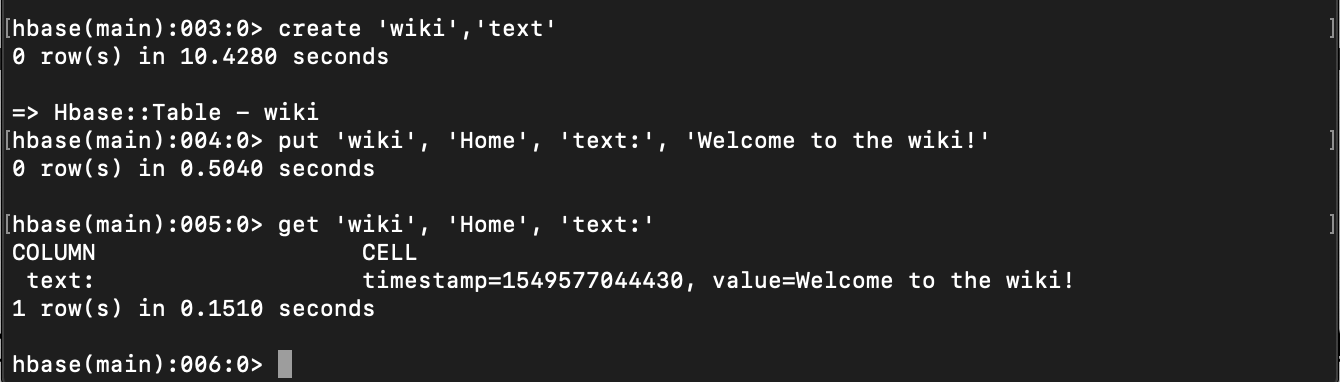 [hbase(main):003:0> create 'wiki','text' ]
0 row(s) in 10.4280 seconds
=> Hbase::Table - wiki
[hbase(main):004:0> put 'wiki', 'Home', 'text:', 'Welcome to the wiki!' ]
0 row(s) in 0.5040 seconds
[hbase(main):005:0> get 'wiki', 'Home', 'text:' ]
COLUMN CELL
text: timestamp=1549577044430, value=Welcome to the wiki!
1 row(s) in 0.1510 seconds
hbase(main):006:0>